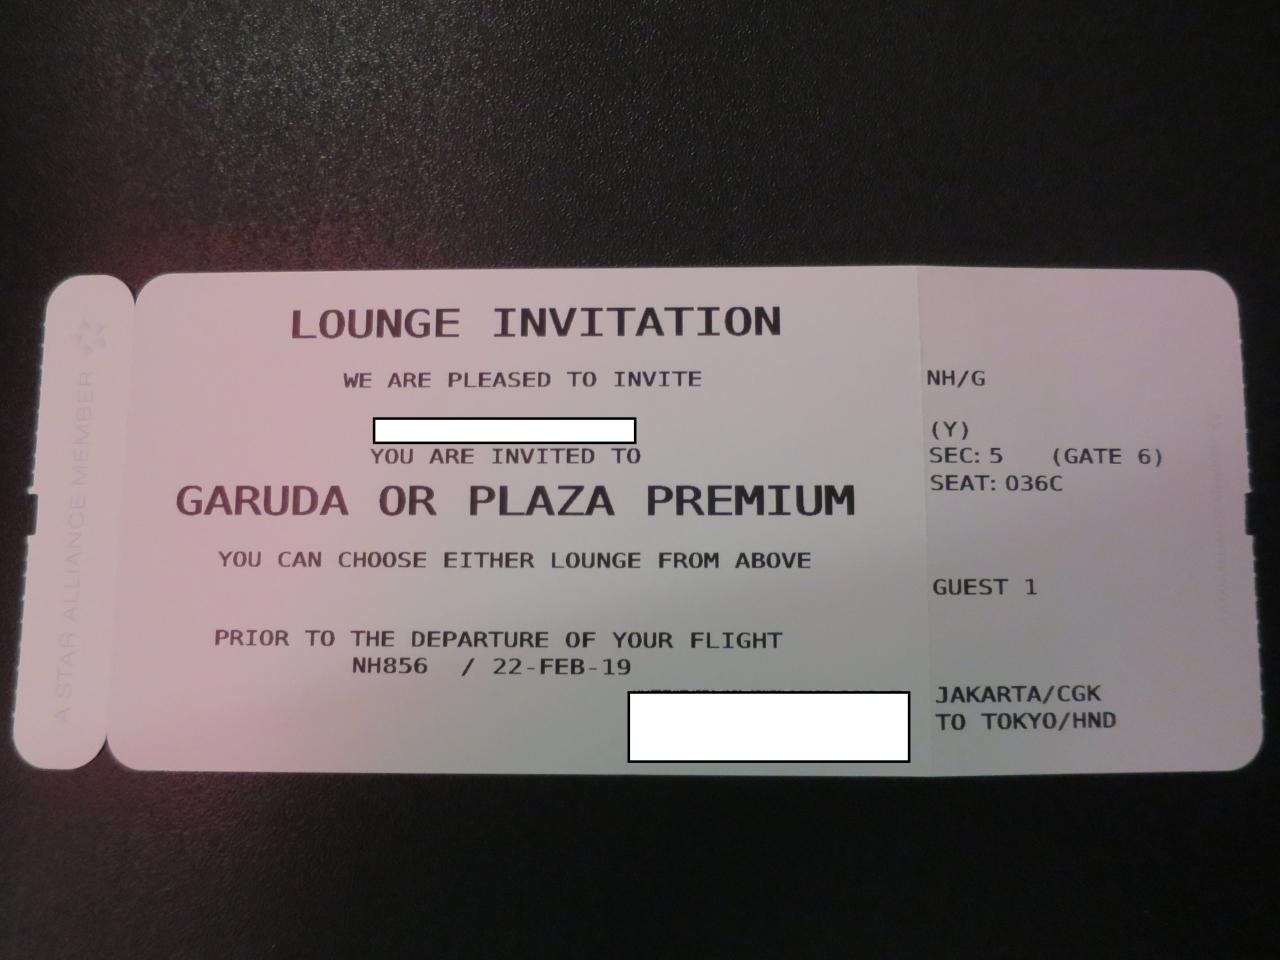 A STAR ALLIANCE MEMBER
LOUNGE INVITATION
WE ARE PLEASED TO INVITE
YOU ARE INVITED TO
GARUDA OR PLAZA PREMIUM
YOU CAN CHOOSE EITHER LOUNGE FROM ABOVE
PRIOR TO THE DEPARTURE OF YOUR FLIGHT
NH856 / 22-FEB-19
NH/G
(Y)
SEC: 5 (GATE 6)
SEAT: 036C
GUEST 1
JAKARTA/CGK
TO TOKYO/HND